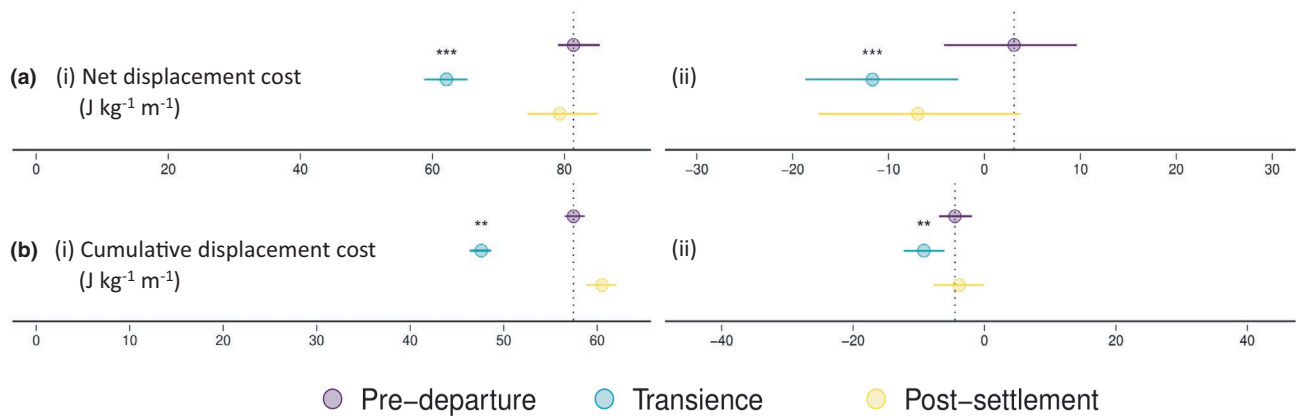 *** ***
(a) (i) Net displacement cost (ii)
(J kg⁻¹ m⁻¹)
0 20 40 60 80 −30 −20 −10 0 10 20 30
** **
(b) (i) Cumulative displacement cost (ii)
(J kg⁻¹ m⁻¹)
0 10 20 30 40 50 60 −40 −20 0 20 40
Pre−departure Transience Post−settlement